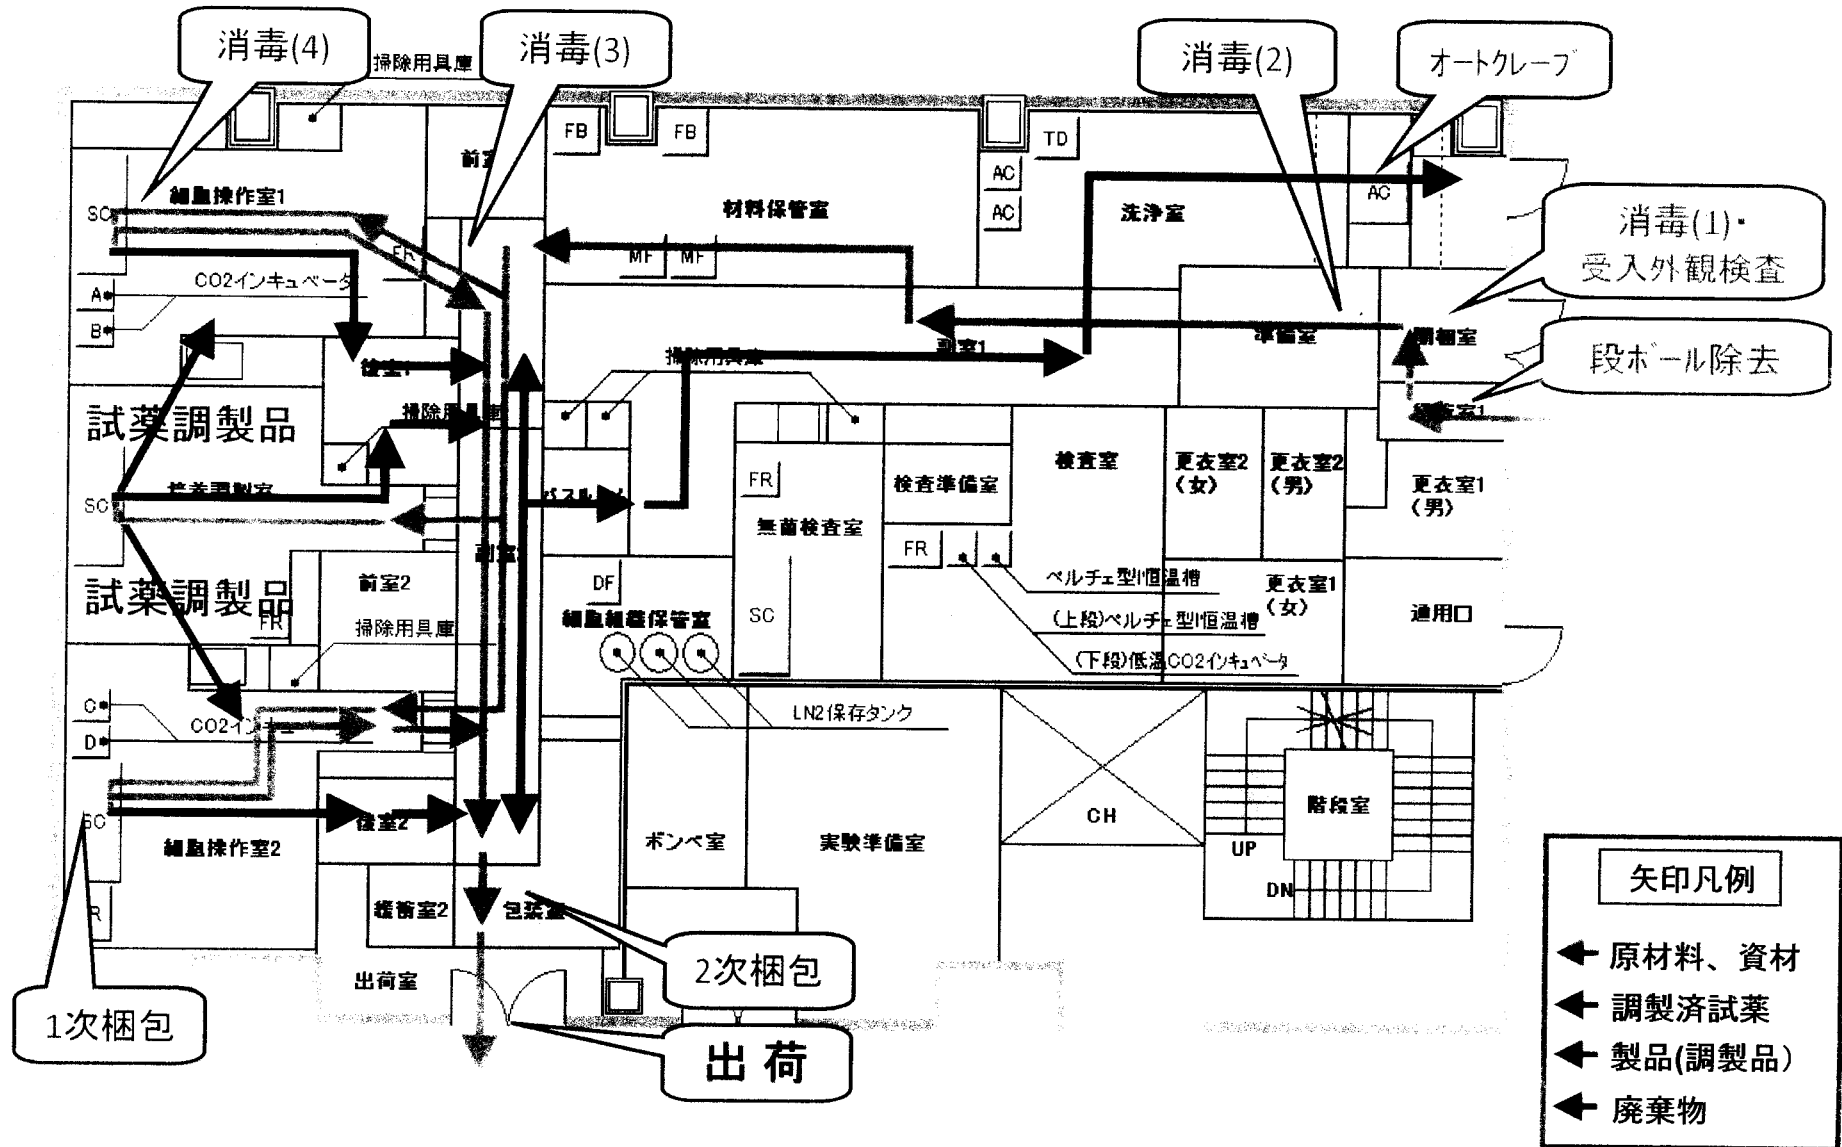 消毒(4)
掃除用具庫
消毒(3)
消毒(2)
オートクレーブ
FB
FB
TD
AC
AC
AC
SC
細胞操作室1
材料保管室
洗浄室
消毒(1)・
受入外観検査
FR
MF
MF
A
B
CO2インキュベータ
準備室
段ボール除去
後室1
掃除用具庫
副室1
試薬調製品
掃除用具庫
検査室
更衣室2
(女)
更衣室2
(男)
更衣室1
(男)
FR
検査準備室
SC
無菌検査室
FR
前室2
DF
ペルチェ型恒温槽
更衣室1
(女)
試薬調製品
FR
細胞組織保管室
SC
(上段)ペルチェ型恒温槽
通用口
掃除用具庫
(下段)低温CO2インキュベータ
C
D
LN2保存タンク
SC
後室2
細胞操作室2
ボンベ室
実験準備室
CH
階段室
UP
DN
緩衝室2
包装室
出荷室
1次梱包
2次梱包
出荷
矢印凡例
原材料、資材
調製済試薬
製品(調製品)
廃棄物